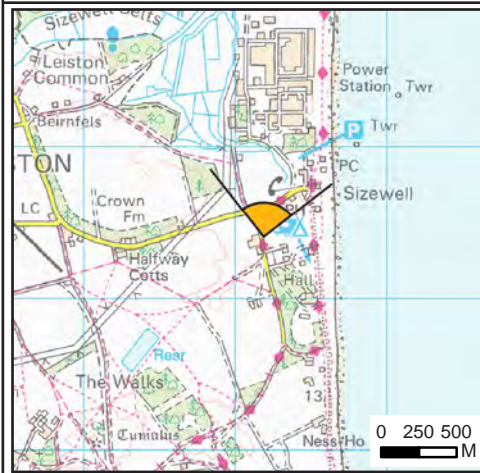 Sizewell Belts
Leiston
Common
Power
Station
Twr
Beirnfels
P
Twr
STON
PC
Sizewell
Crown
Fm
LC
Halfway
Cotts
Hall
Resr
The Walks
13
Tumulus
Ness Ho
0 250 500
M